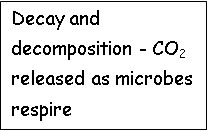 Decay and
decomposition - CO₂
released as microbes
respire